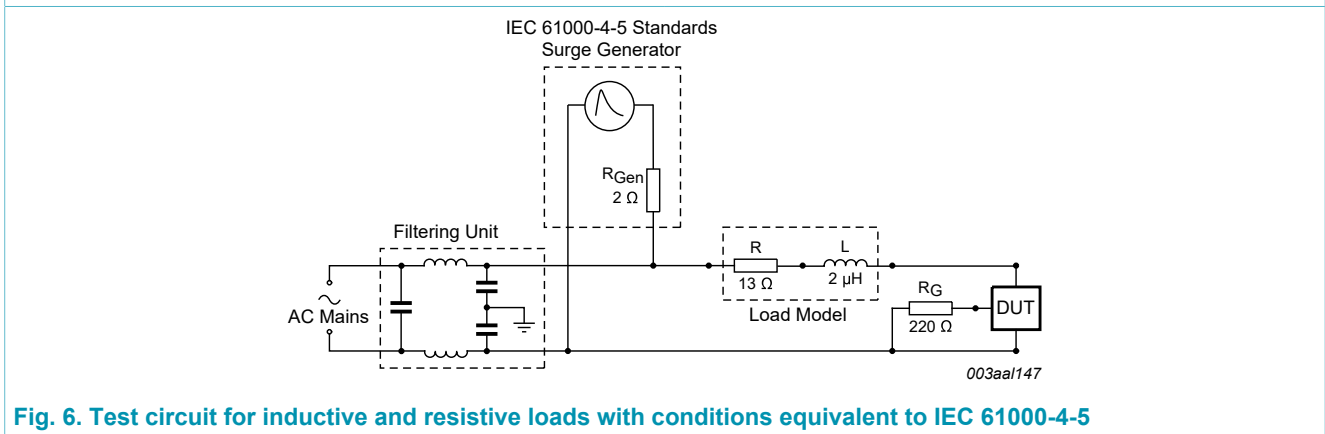 IEC 61000-4-5 Standards
Surge Generator
RGen
2 Ω
Filtering Unit
AC Mains
R
13 Ω
L
2 µH
Load Model
RG
220 Ω
DUT
003aal147
Fig. 6. Test circuit for inductive and resistive loads with conditions equivalent to IEC 61000-4-5